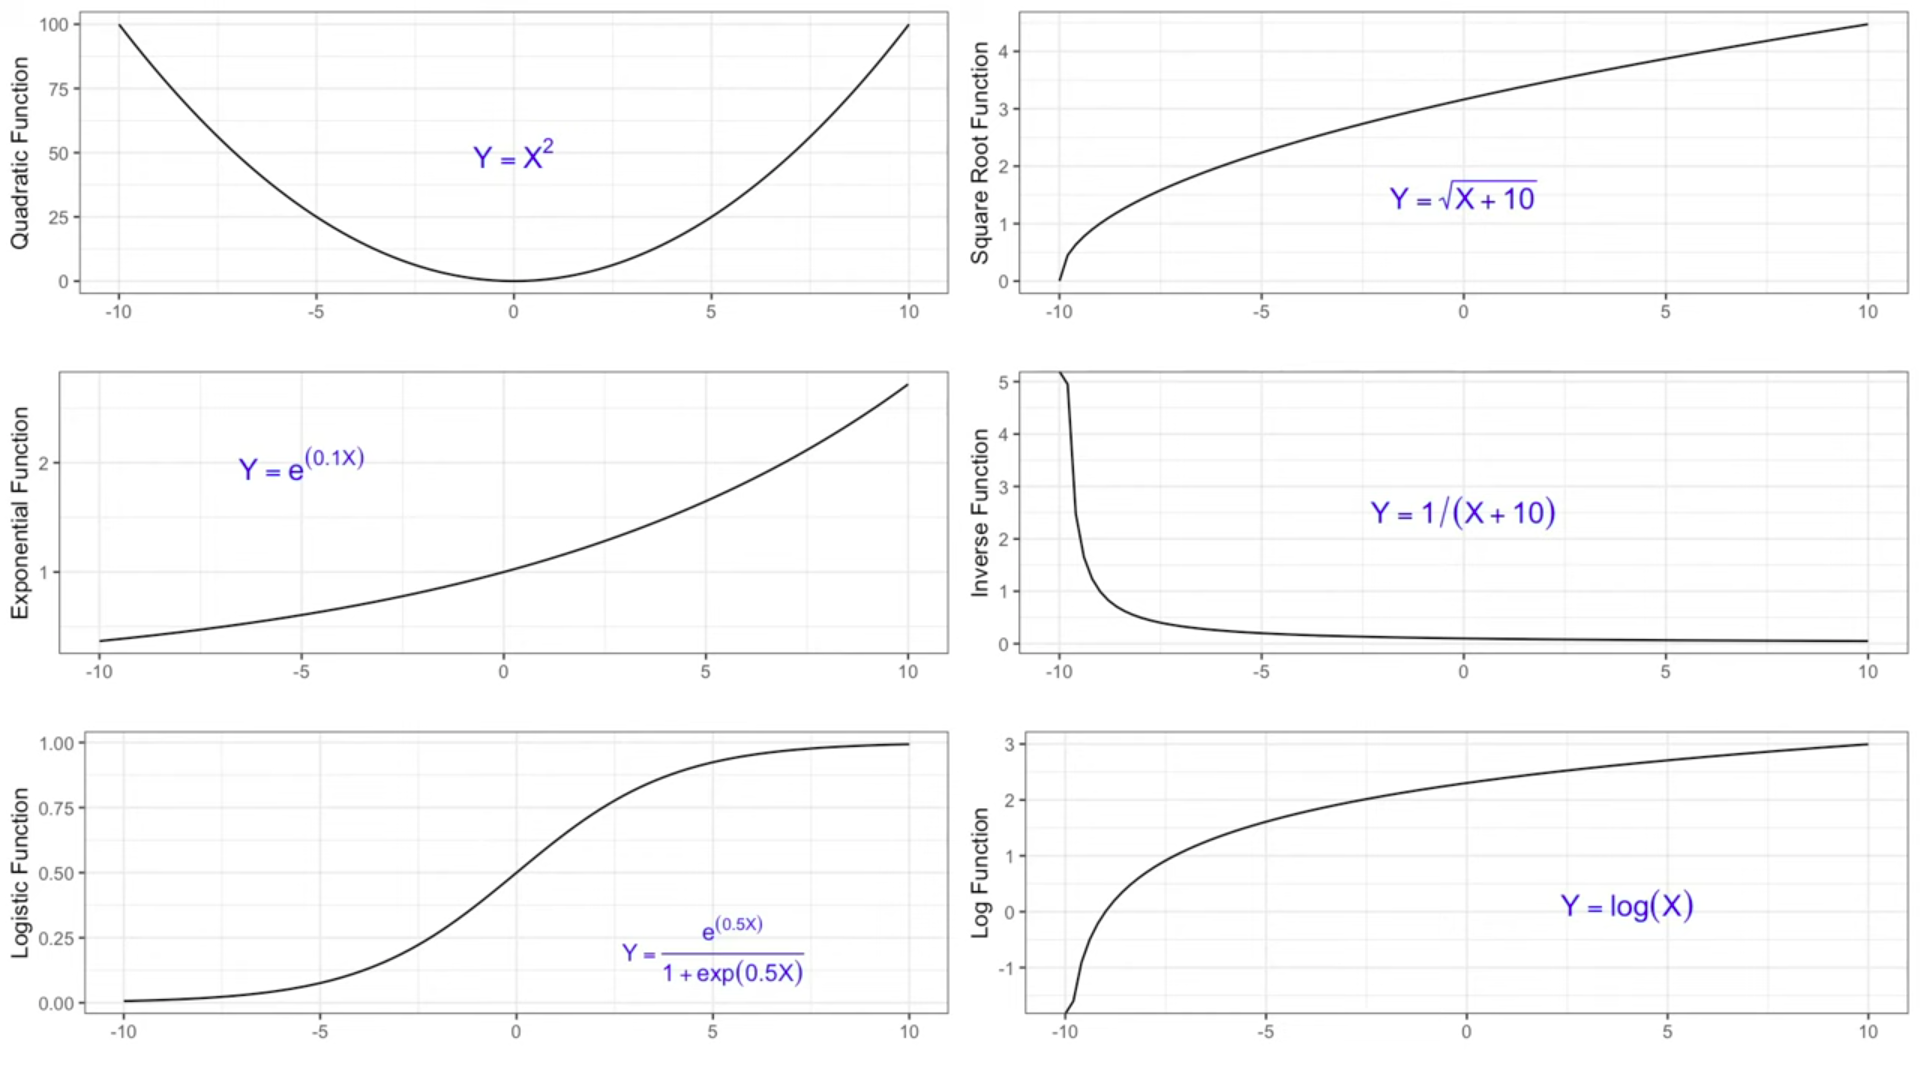 Quadratic Function
100
75
50
25
0
Y = X²
-10 -5 0 5 10
Square Root Function
4
3
2
1
0
Y = √X + 10
-10 -5 0 5 10
Exponential Function
2
1
Y = e^(0.1X)
-10 -5 0 5 10
Inverse Function
5
4
3
2
1
0
Y = 1/(X + 10)
-10 -5 0 5 10
Logistic Function
1.00
0.75
0.50
0.25
0.00
e^(0.5X)
Y =
1 + exp(0.5X)
-10 -5 0 5 10
Log Function
3
2
1
0
-1
Y = log(X)
-10 -5 0 5 10